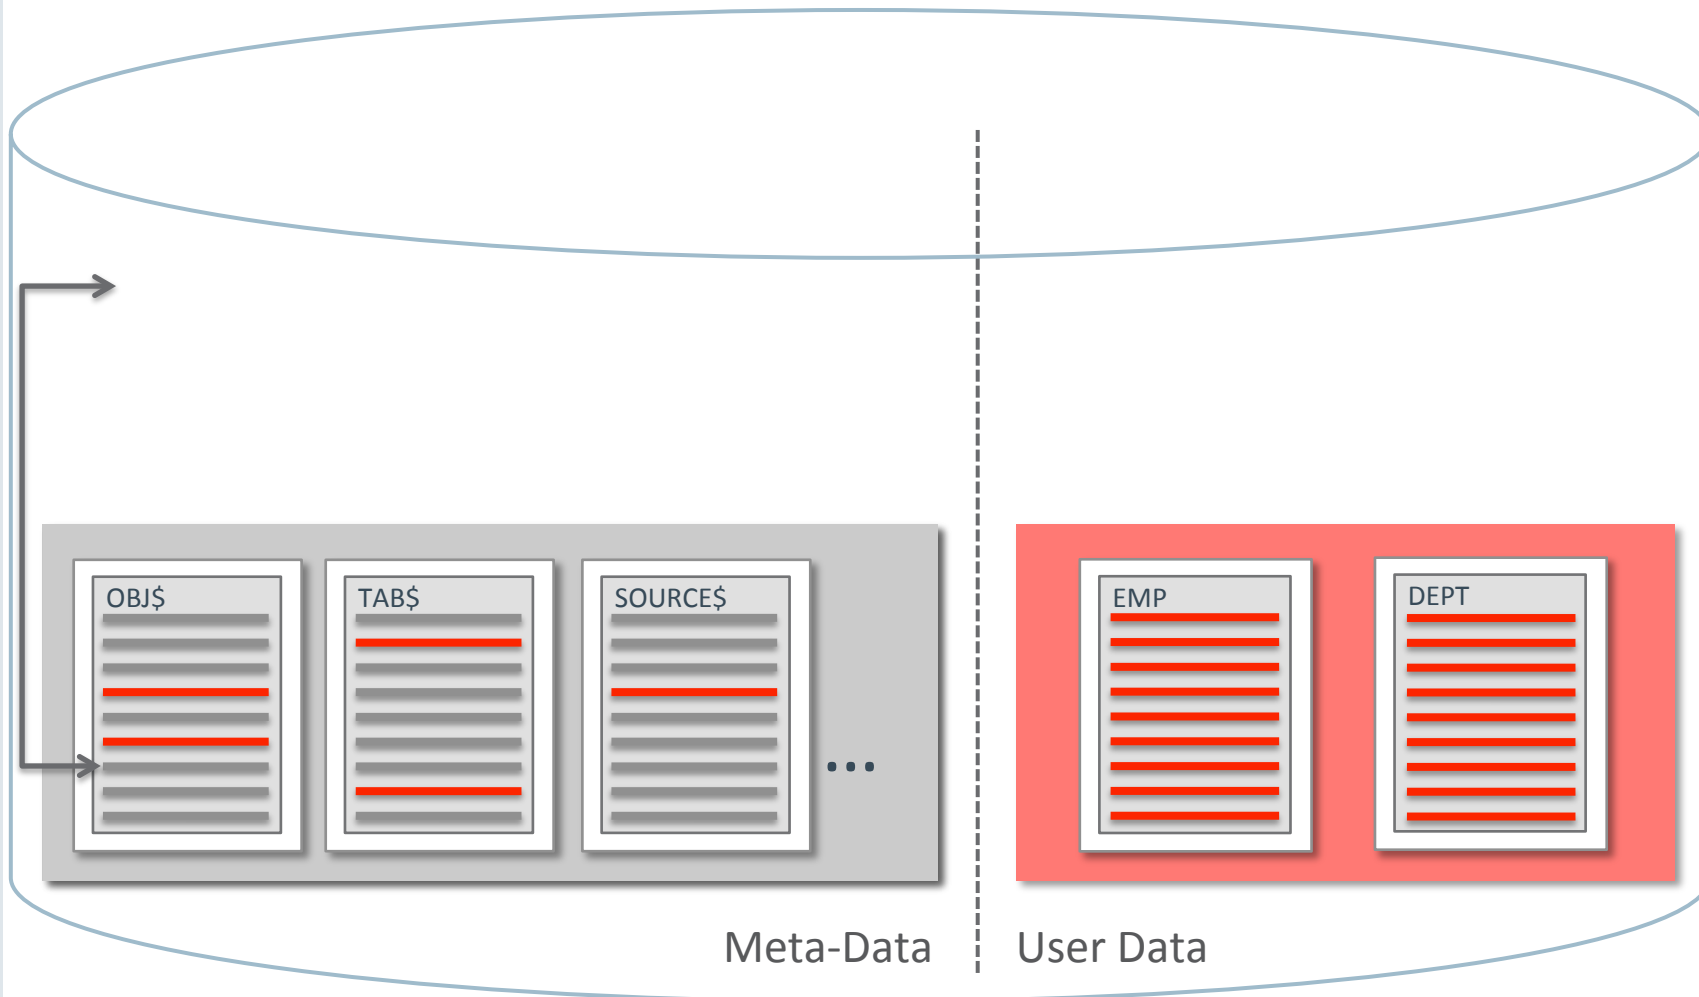 OBJ$
TAB$
SOURCE$
...
EMP
DEPT
Meta-Data
User Data